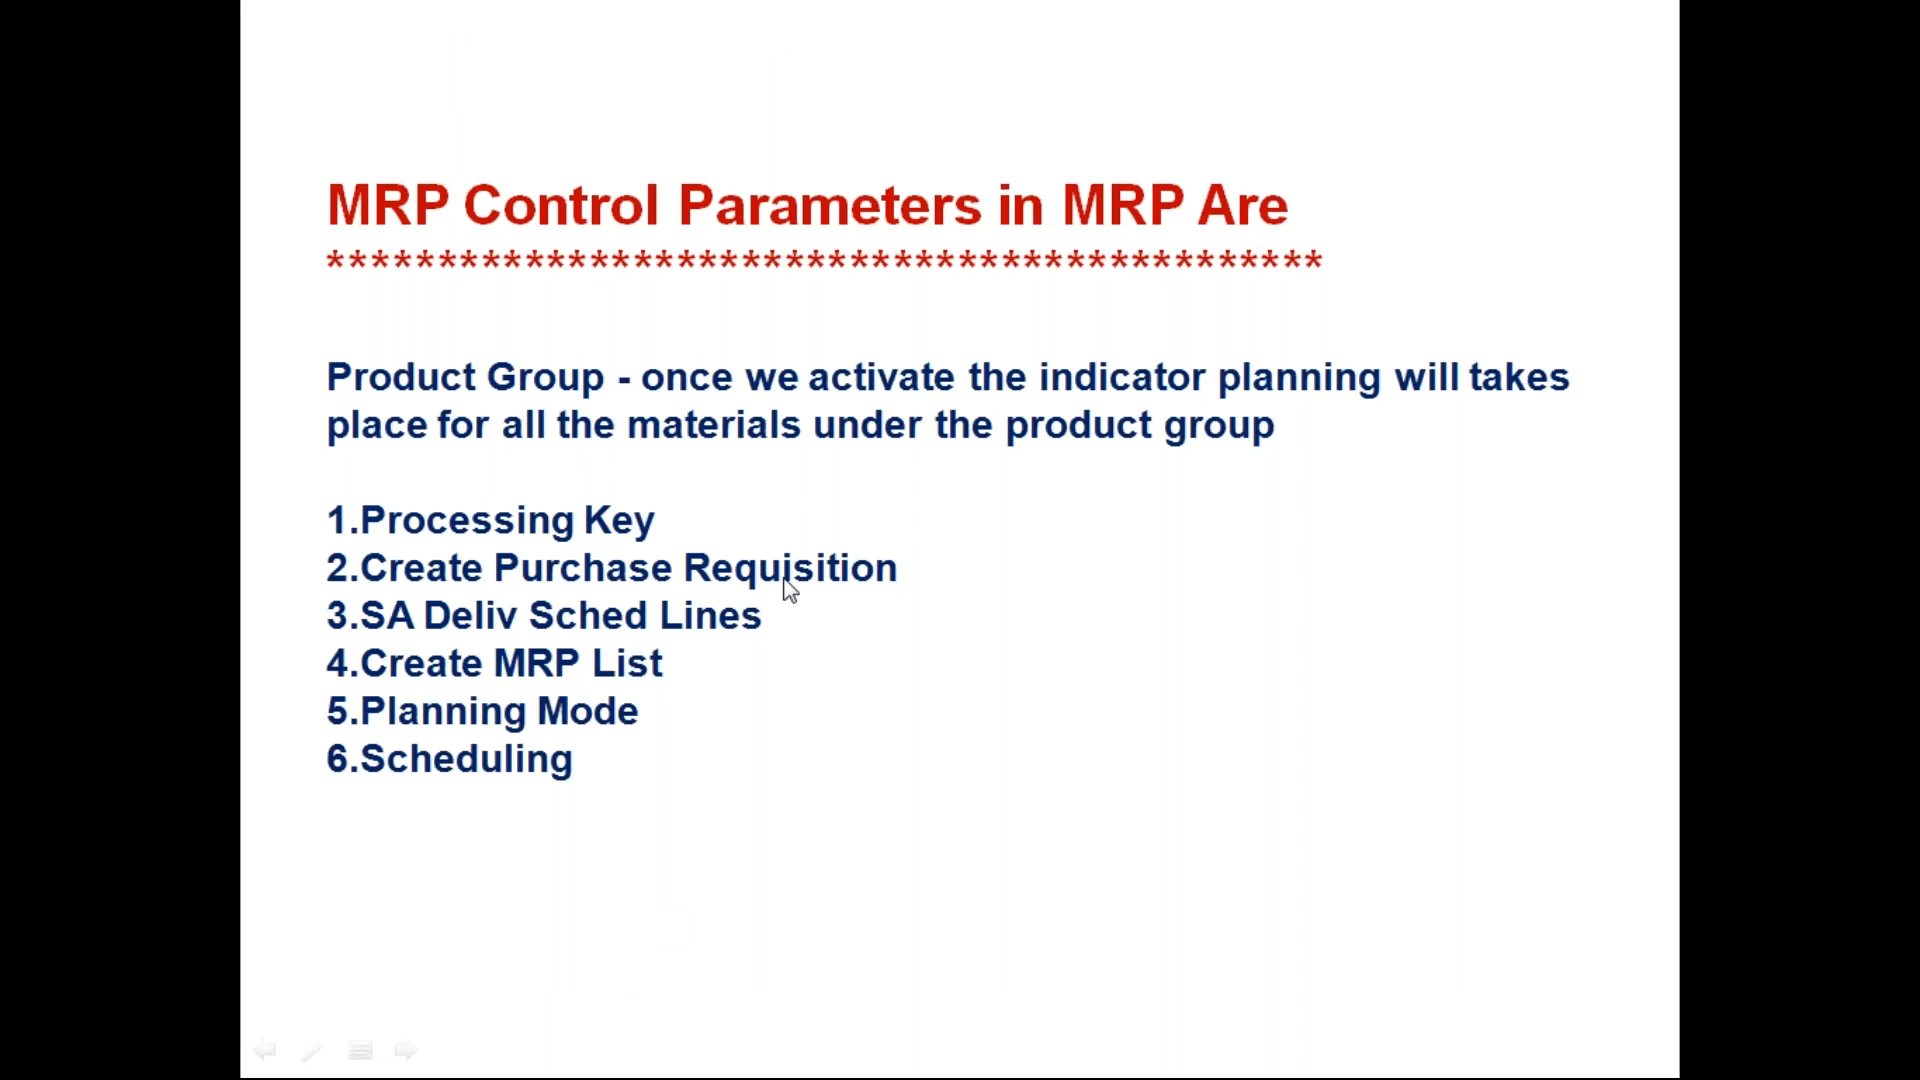 MRP Control Parameters in MRP Are
**********************************************
Product Group - once we activate the indicator planning will takes
place for all the materials under the product group
1.Processing Key
2.Create Purchase Requisition
3.SA Deliv Sched Lines
4.Create MRP List
5.Planning Mode
6.Scheduling